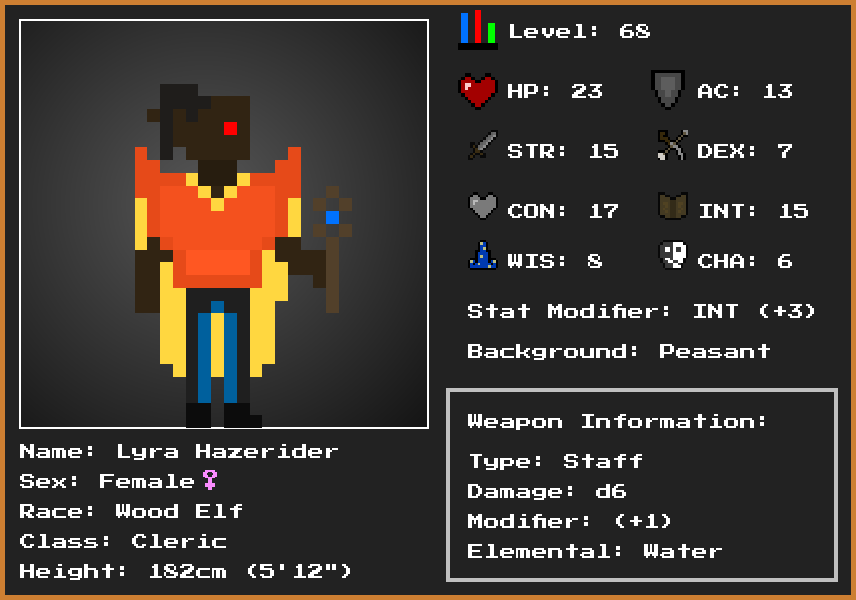 Level: 68
HP: 23 AC: 13
STR: 15 DEX: 7
CON: 17 INT: 15
WIS: 8 CHA: 6
Stat Modifier: INT (+3)
Background: Peasant
Weapon Information:
Type: Staff
Damage: d6
Modifier: (+1)
Elemental: Water
Name: Lyra Hazerider
Sex: Female♀
Race: Wood Elf
Class: Cleric
Height: 182cm (5'12")